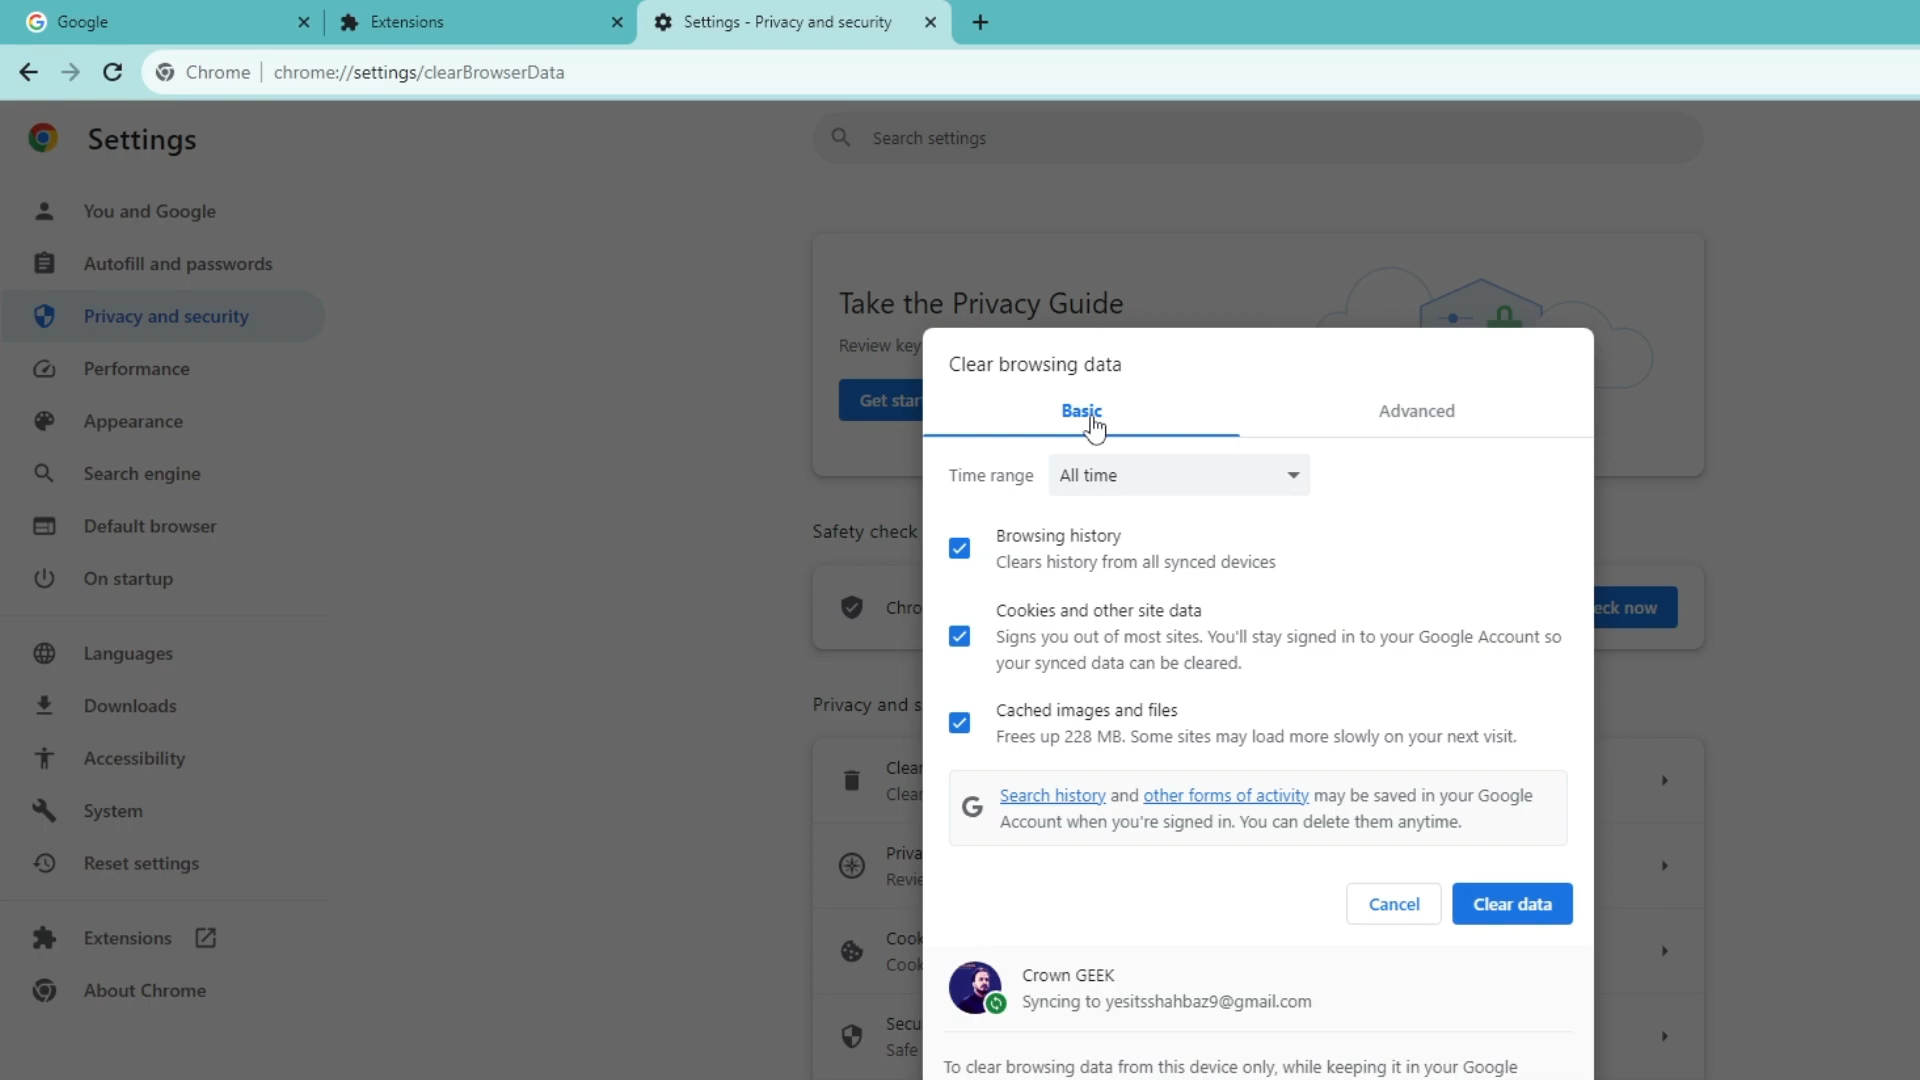 Google
Extensions
Settings - Privacy and security
Chrome
chrome://settings/clearBrowserData
Settings
Search settings
You and Google
Autofill and passwords
Privacy and security
Performance
Appearance
Search engine
Default browser
On startup
Languages
Downloads
Accessibility
System
Reset settings
Extensions
About Chrome
Take the Privacy Guide
Review key
Get star
Safety check
Chro
eck now
Privacy and s
Clear
Clear
Priva
Revie
Cook
Cook
Secu
Safe
Clear browsing data
Basic
Advanced
Time range
All time
Browsing history
Clears history from all synced devices
Cookies and other site data
Signs you out of most sites. You'll stay signed in to your Google Account so
your synced data can be cleared.
Cached images and files
Frees up 228 MB. Some sites may load more slowly on your next visit.
Search history and other forms of activity may be saved in your Google
Account when you're signed in. You can delete them anytime.
Cancel
Clear data
Crown GEEK
Syncing to yesitsshahbaz9@gmail.com
To clear browsing data from this device only, while keeping it in your Google